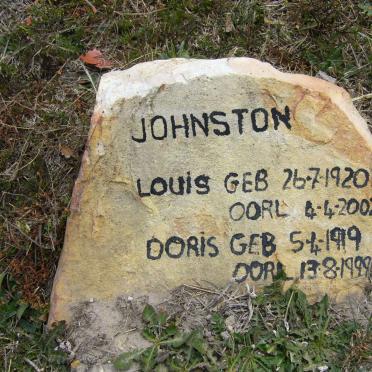 JOHNSTON
LOUIS GEB 26-7-1920
OORL 4-4-2002
DORIS GEB 5-4-1919
OORL 13-8-1999